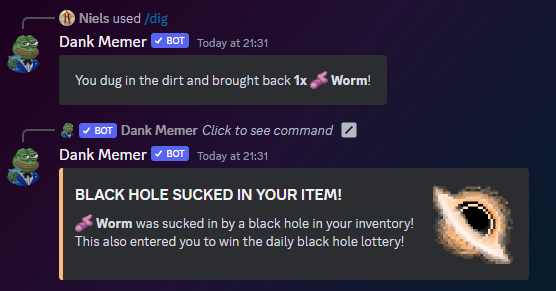 Niels used /dig
Dank Memer ✓ BOT Today at 21:31
You dug in the dirt and brought back 1x Worm!
✓ BOT Dank Memer Click to see command
Dank Memer ✓ BOT Today at 21:31
BLACK HOLE SUCKED IN YOUR ITEM!
Worm was sucked in by a black hole in your inventory!
This also entered you to win the daily black hole lottery!